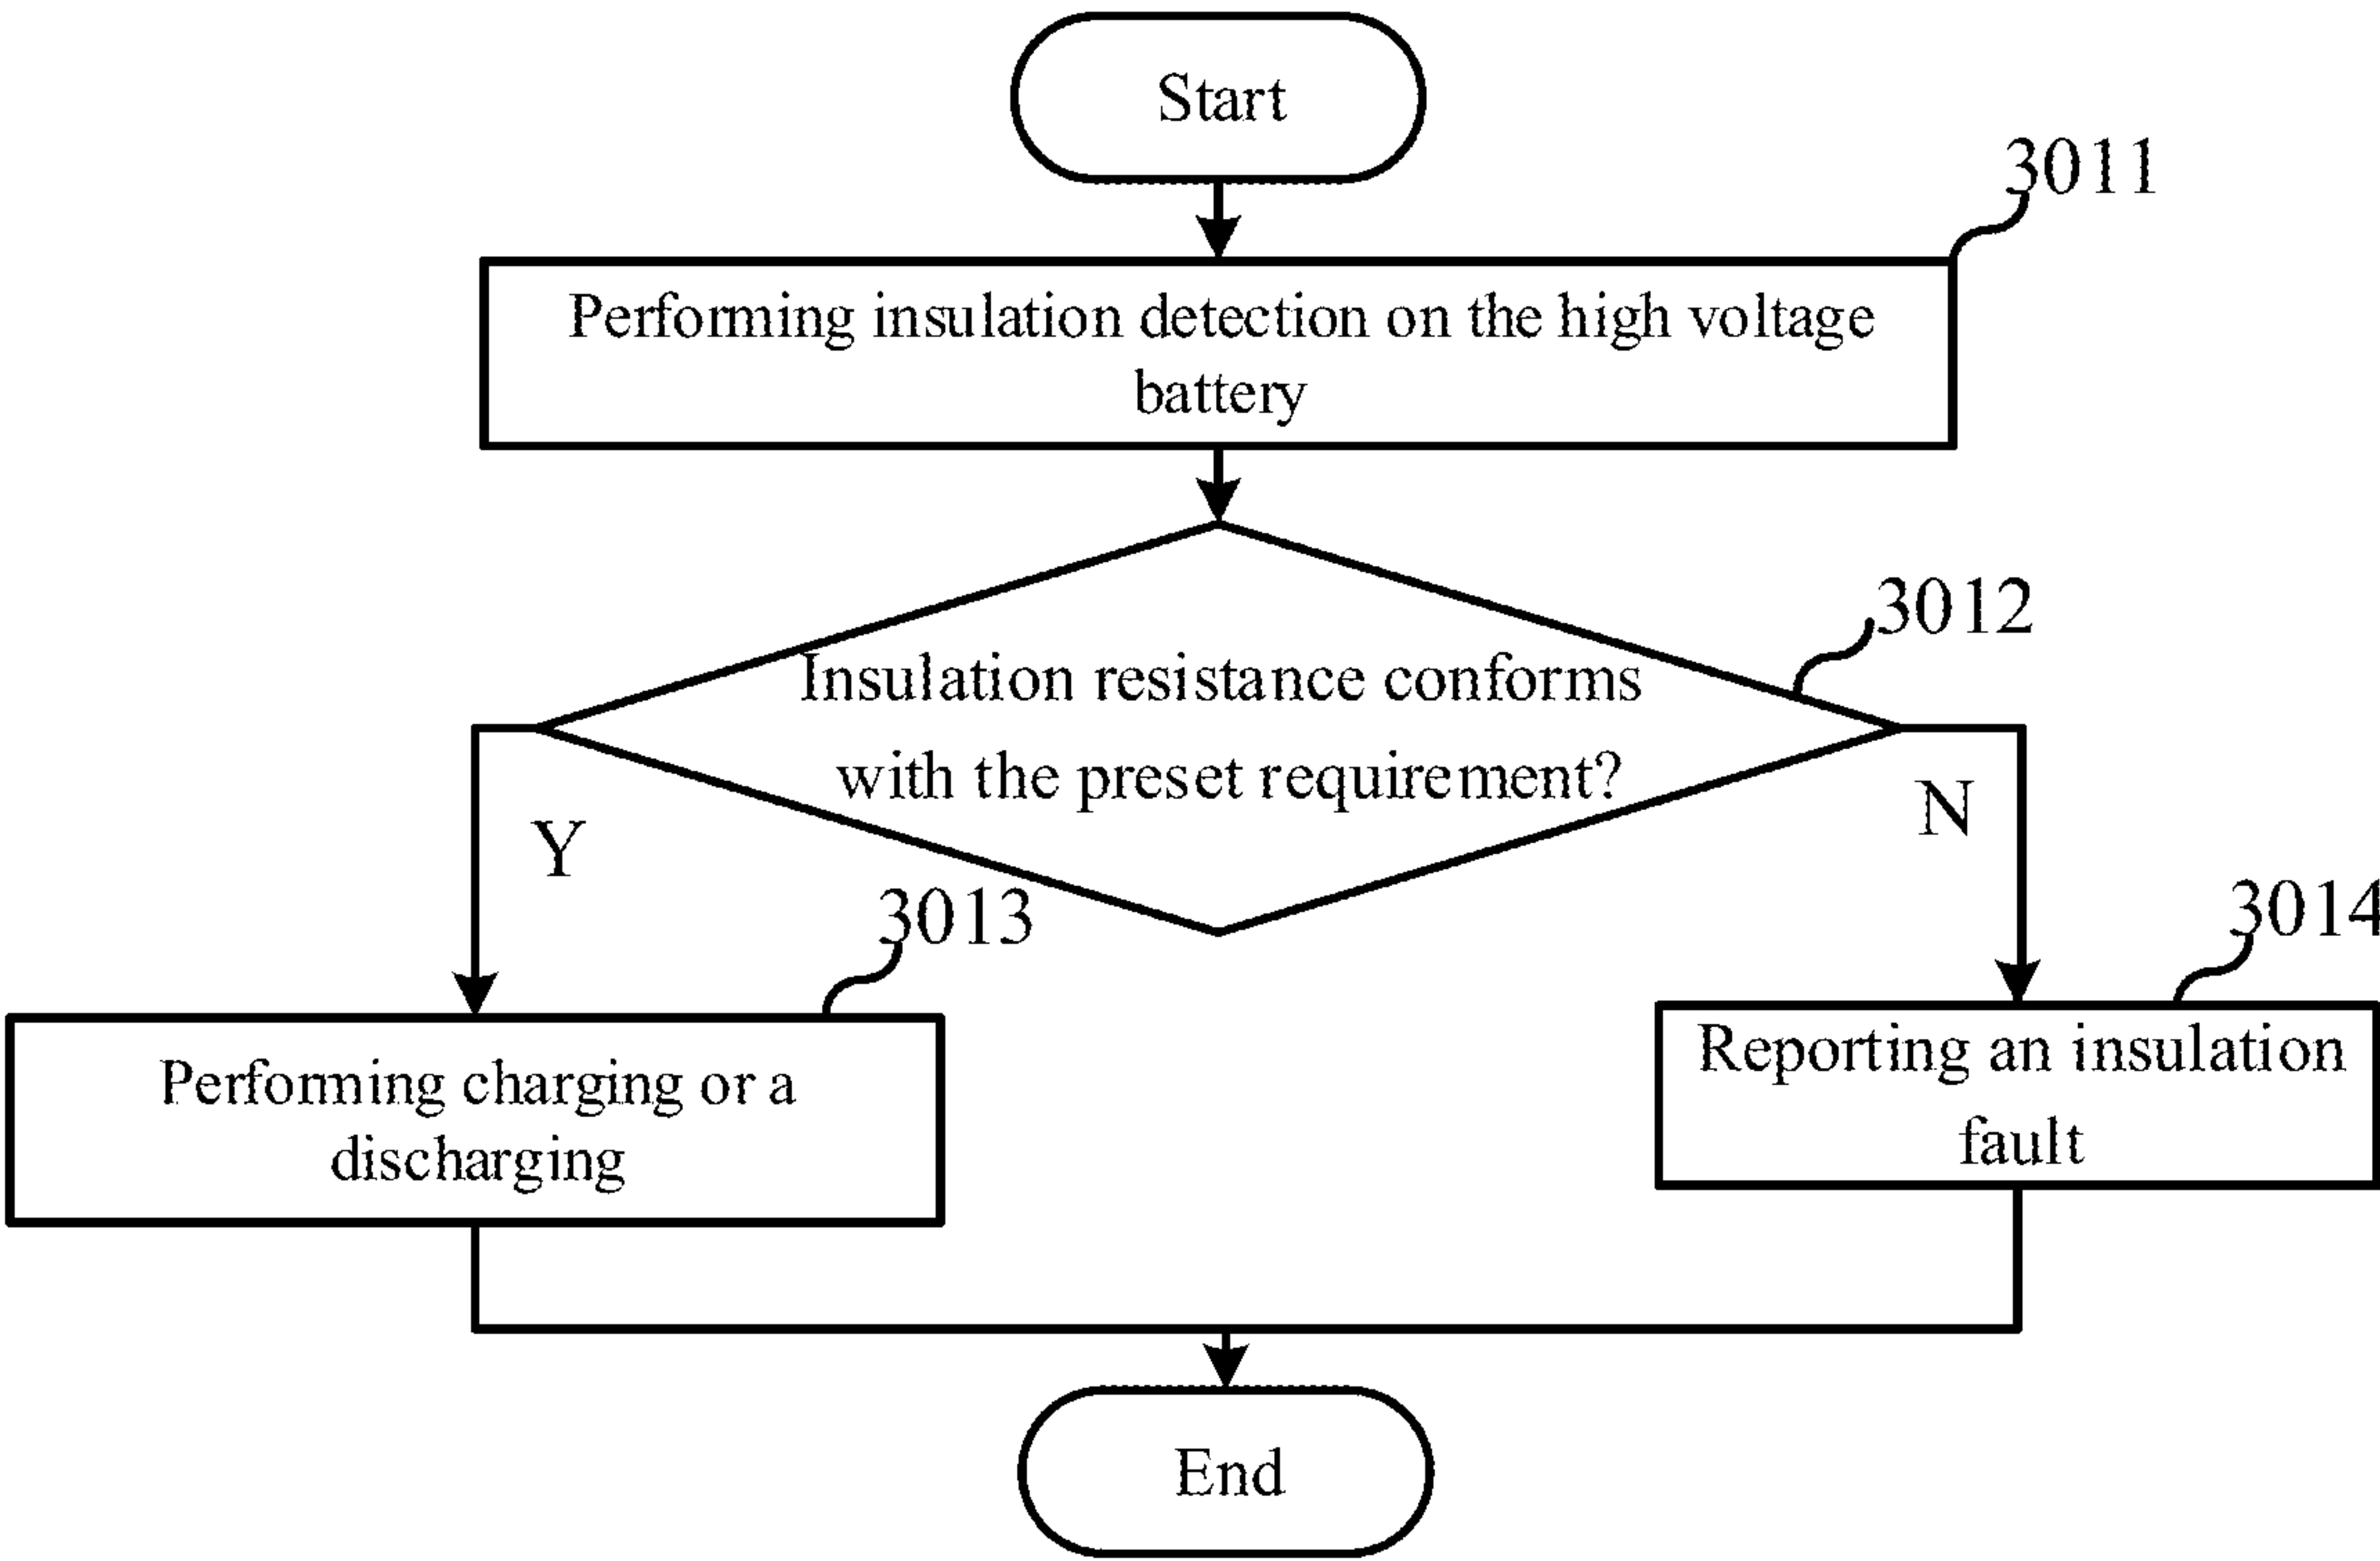 Start
3011
Performing insulation detection on the high voltage
battery
3012
Insulation resistance conforms
with the preset requirement?
Y
N
3013
3014
Performing charging or a
discharging
Reporting an insulation
fault
End